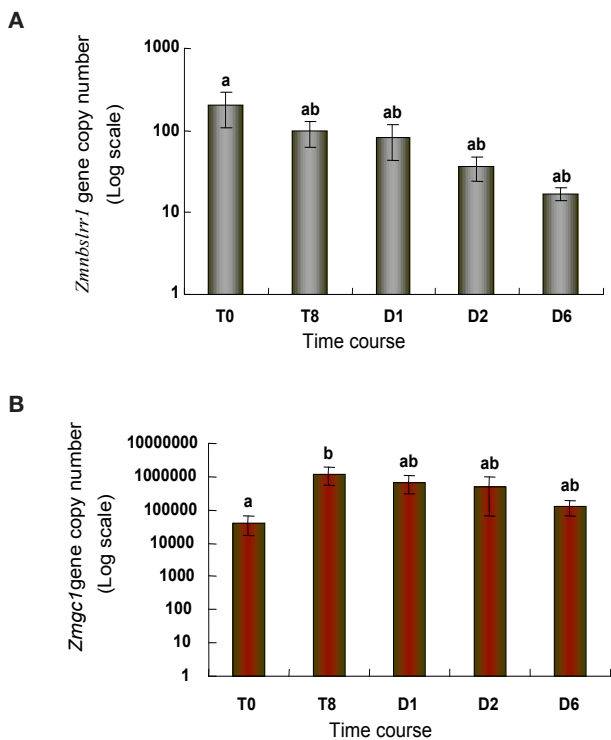 A
Zmnbslrr1 gene copy number
(Log scale)
1000
100
10
1
a
ab
ab
ab
ab
T0 T8 D1 D2 D6
Time course
B
Zmgc1gene copy number
(Log scale)
10000000
1000000
100000
10000
1000
100
10
1
a
b
ab
ab
ab
T0 T8 D1 D2 D6
Time course